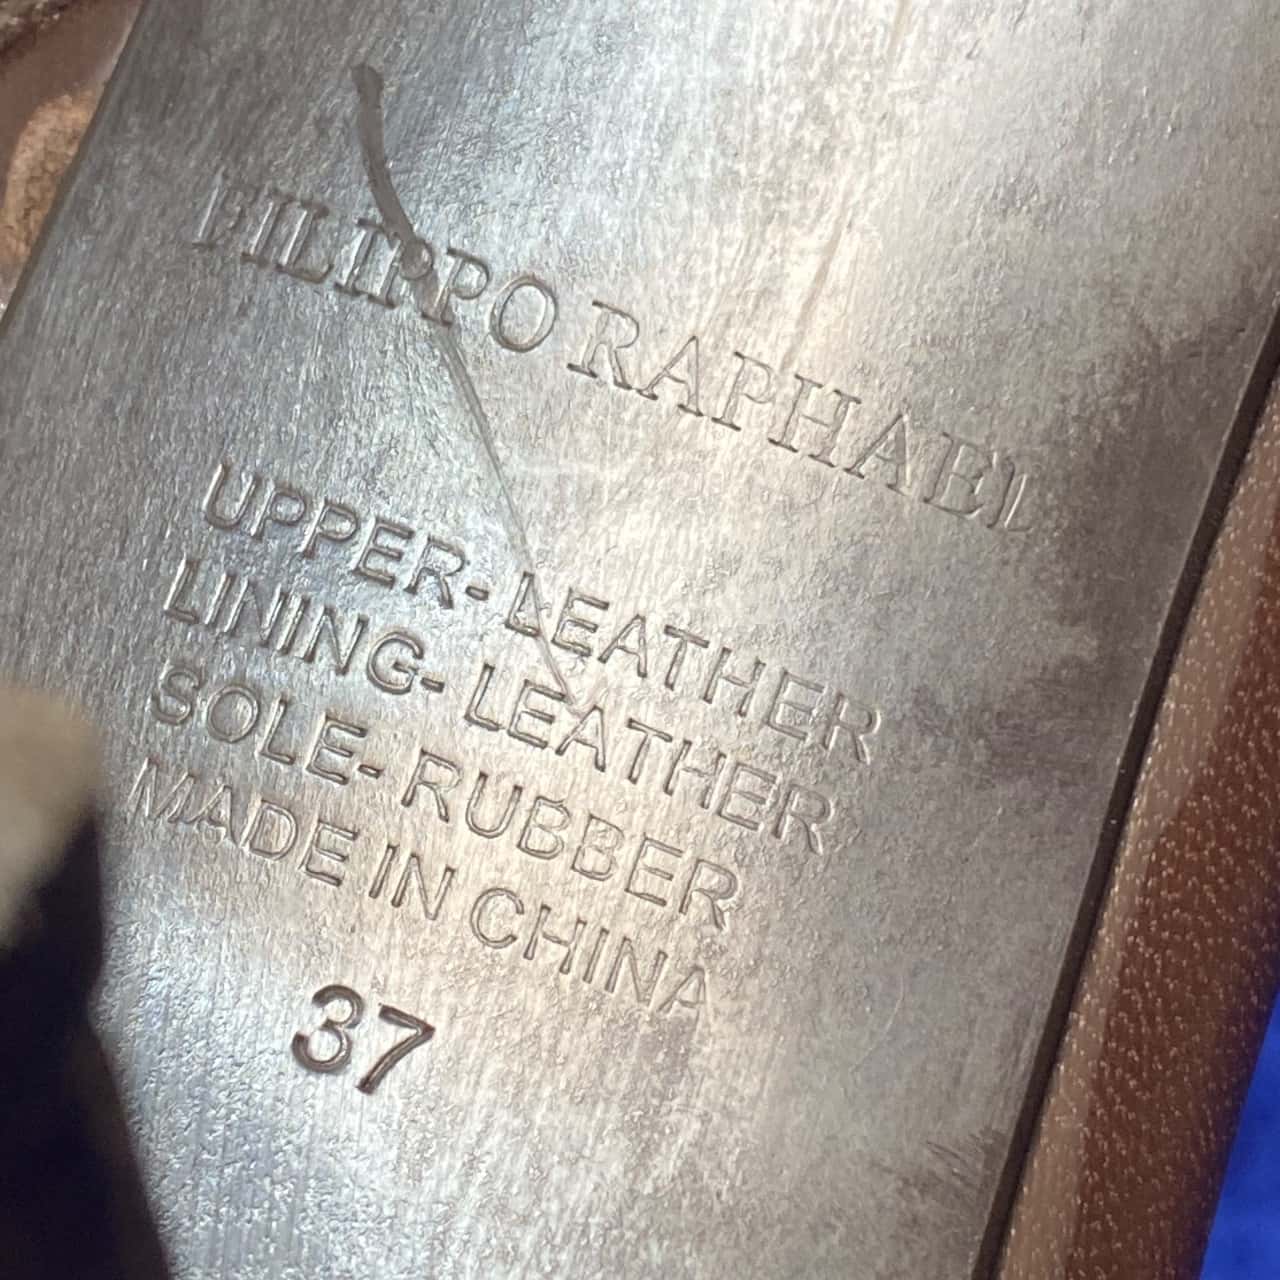 FILIPPO RAPHAEL
UPPER-LEATHER
LINING-LEATHER
SOLE-RUBBER
MADE IN CHINA
37